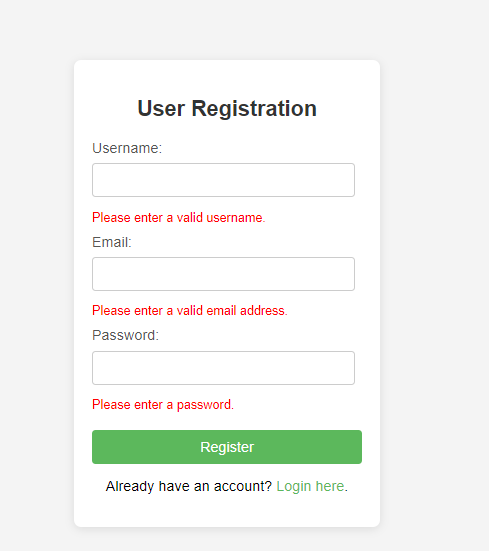 User Registration
Username:
Please enter a valid username.
Email:
Please enter a valid email address.
Password:
Please enter a password.
Register
Already have an account? Login here.